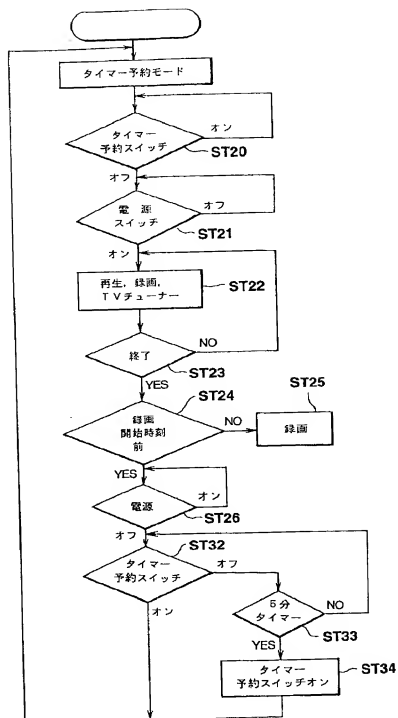 タイマー予約モード
タイマー
予約スイッチ
オン
ST20
オフ
電源
スイッチ
オフ
ST21
オン
再生，録画，
TVチューナー
ST22
終了
NO
ST23
YES
ST24
録画
開始時刻
前
NO
ST25
録画
YES
電源
オン
ST26
オフ
ST32
タイマー
予約スイッチ
オフ
オン
5分
タイマー
NO
ST33
YES
タイマー
予約スイッチオン
ST34